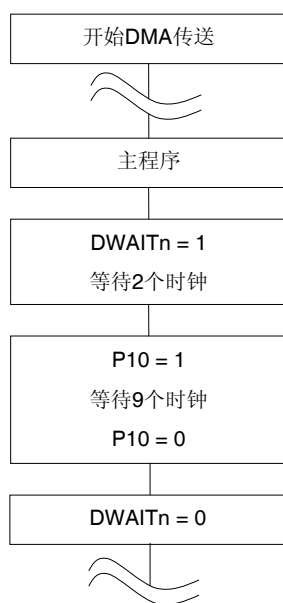 开始DMA传送
主程序
DWAITn = 1
等待2个时钟
P10 = 1
等待9个时钟
P10 = 0
DWAITn = 0